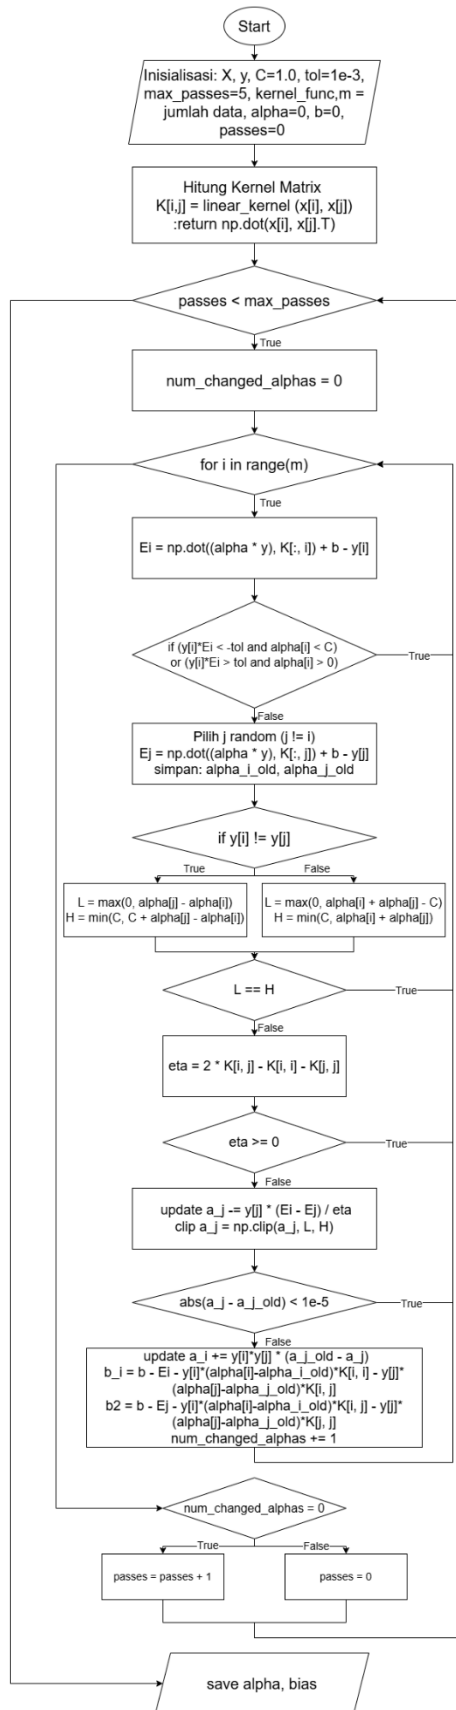 Start
Inisialisasi: X, y, C=1.0, tol=1e-3,
max_passes=5, kernel_func,m =
jumlah data, alpha=0, b=0,
passes=0
Hitung Kernel Matrix
K[i,j] = linear_kernel (x[i], x[j])
:return np.dot(x[i], x[j].T)
passes < max_passes
True
num_changed_alphas = 0
for i in range(m)
True
Ei = np.dot((alpha * y), K[:, i]) + b - y[i]
if (y[i]*Ei < -tol and alpha[i] < C)
or (y[i]*Ei > tol and alpha[i] > 0)
True
False
Pilih j random (j != i)
Ej = np.dot((alpha * y), K[:, j]) + b - y[j]
simpan: alpha_i_old, alpha_j_old
if y[i] != y[j]
True
False
L = max(0, alpha[j] - alpha[i])
H = min(C, C + alpha[j] - alpha[i])
L = max(0, alpha[i] + alpha[j] - C)
H = min(C, alpha[i] + alpha[j])
L == H
True
False
eta = 2 * K[i, j] - K[i, i] - K[j, j]
eta >= 0
True
False
update a_j -= y[j] * (Ei - Ej) / eta
clip a_j = np.clip(a_j, L, H)
abs(a_j - a_j_old) < 1e-5
True
False
update a_i += y[i]*y[j] * (a_j_old - a_j)
b_i = b - Ei - y[i]*(alpha[i]-alpha_i_old)*K[i, i] - y[j]*
(alpha[j]-alpha_j_old)*K[i, j]
b2 = b - Ej - y[i]*(alpha[i]-alpha_i_old)*K[i, j] - y[j]*
(alpha[j]-alpha_j_old)*K[j, j]
num_changed_alphas += 1
num_changed_alphas = 0
True
False
passes = passes + 1
passes = 0
save alpha, bias